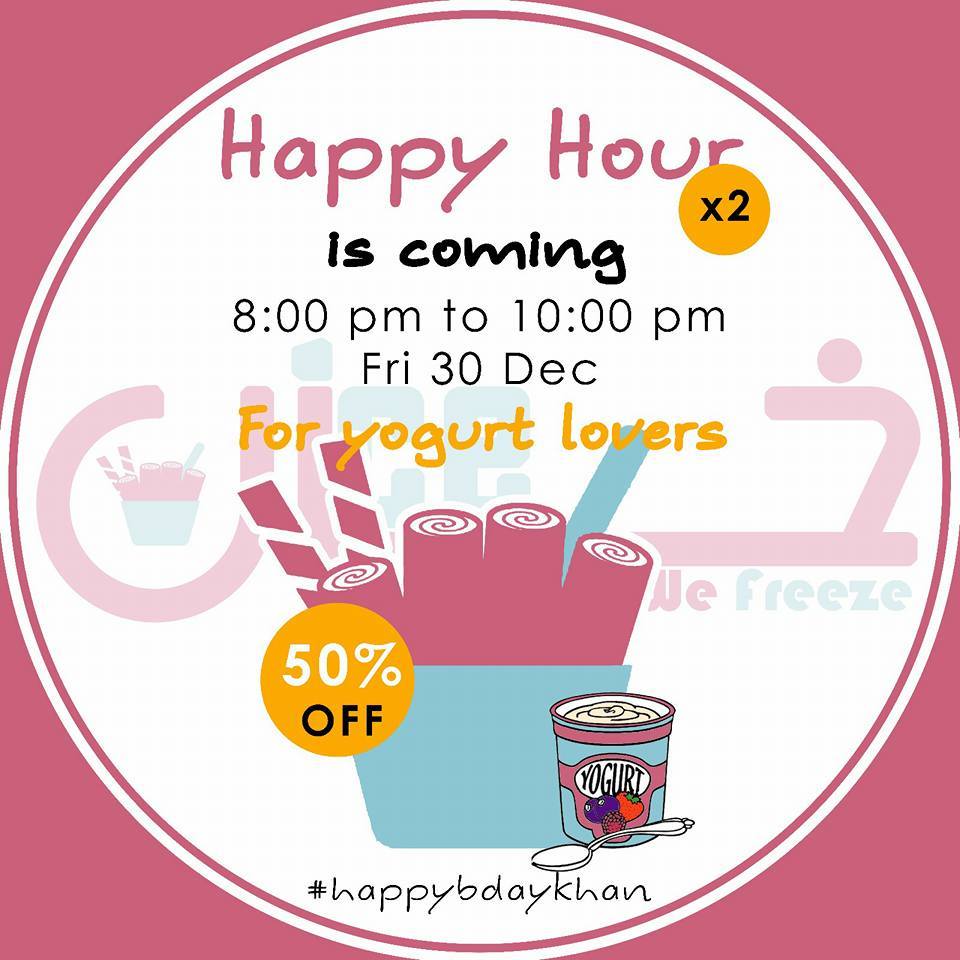 Happy Hour
x2
is coming
8:00 pm to 10:00 pm
Fri 30 Dec
For yogurt lovers
We Freeze
50%
OFF
YOGURT
#happybdaykhan